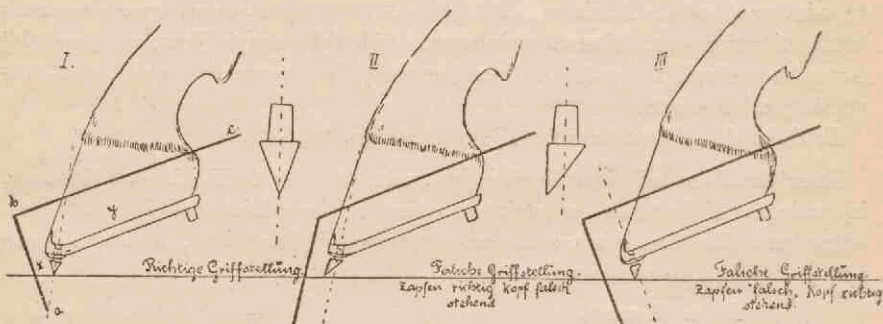 I.
II
III
c
b
y
x
a
Richtige Griffstellung.
Falsche Griffstellung.
Zapfen richtig Kopf falsch
stehend
Falsche Griffstellung.
Zapfen falsch, Kopf richtig
stehend.